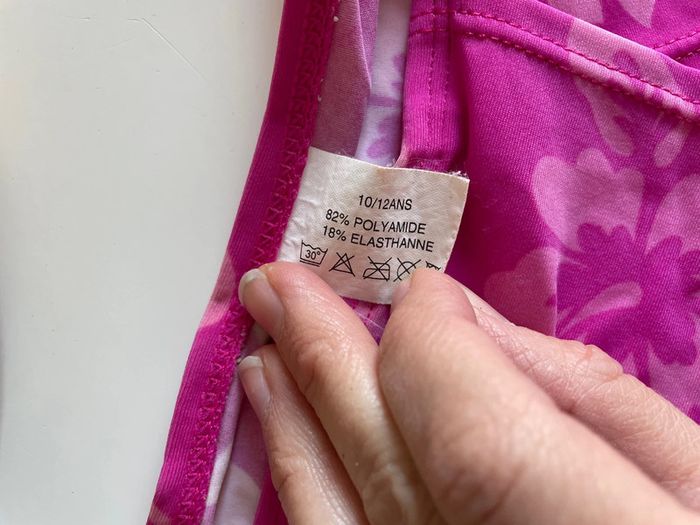 10/12ANS
82% POLYAMIDE
18% ELASTHANNE
30°